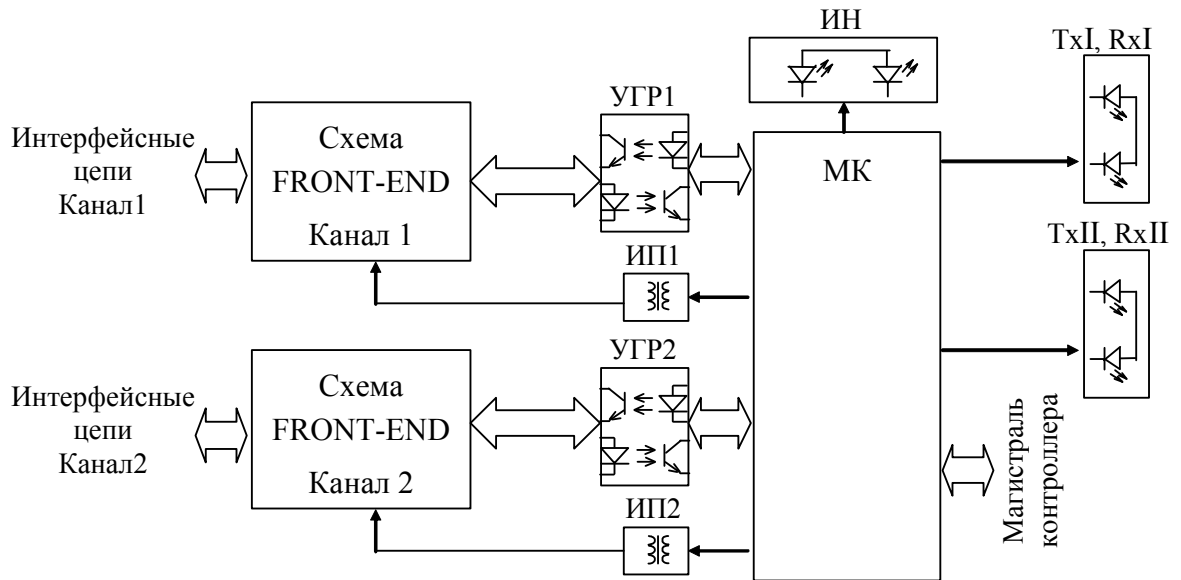 ИН
TxI, RxI
УГР1
Интерфейсные
цепи
Канал1
Схема
FRONT-END
Канал 1
МК
ИП1
TxII, RxII
УГР2
Интерфейсные
цепи
Канал2
Схема
FRONT-END
Канал 2
ИП2
Магистраль
контроллера